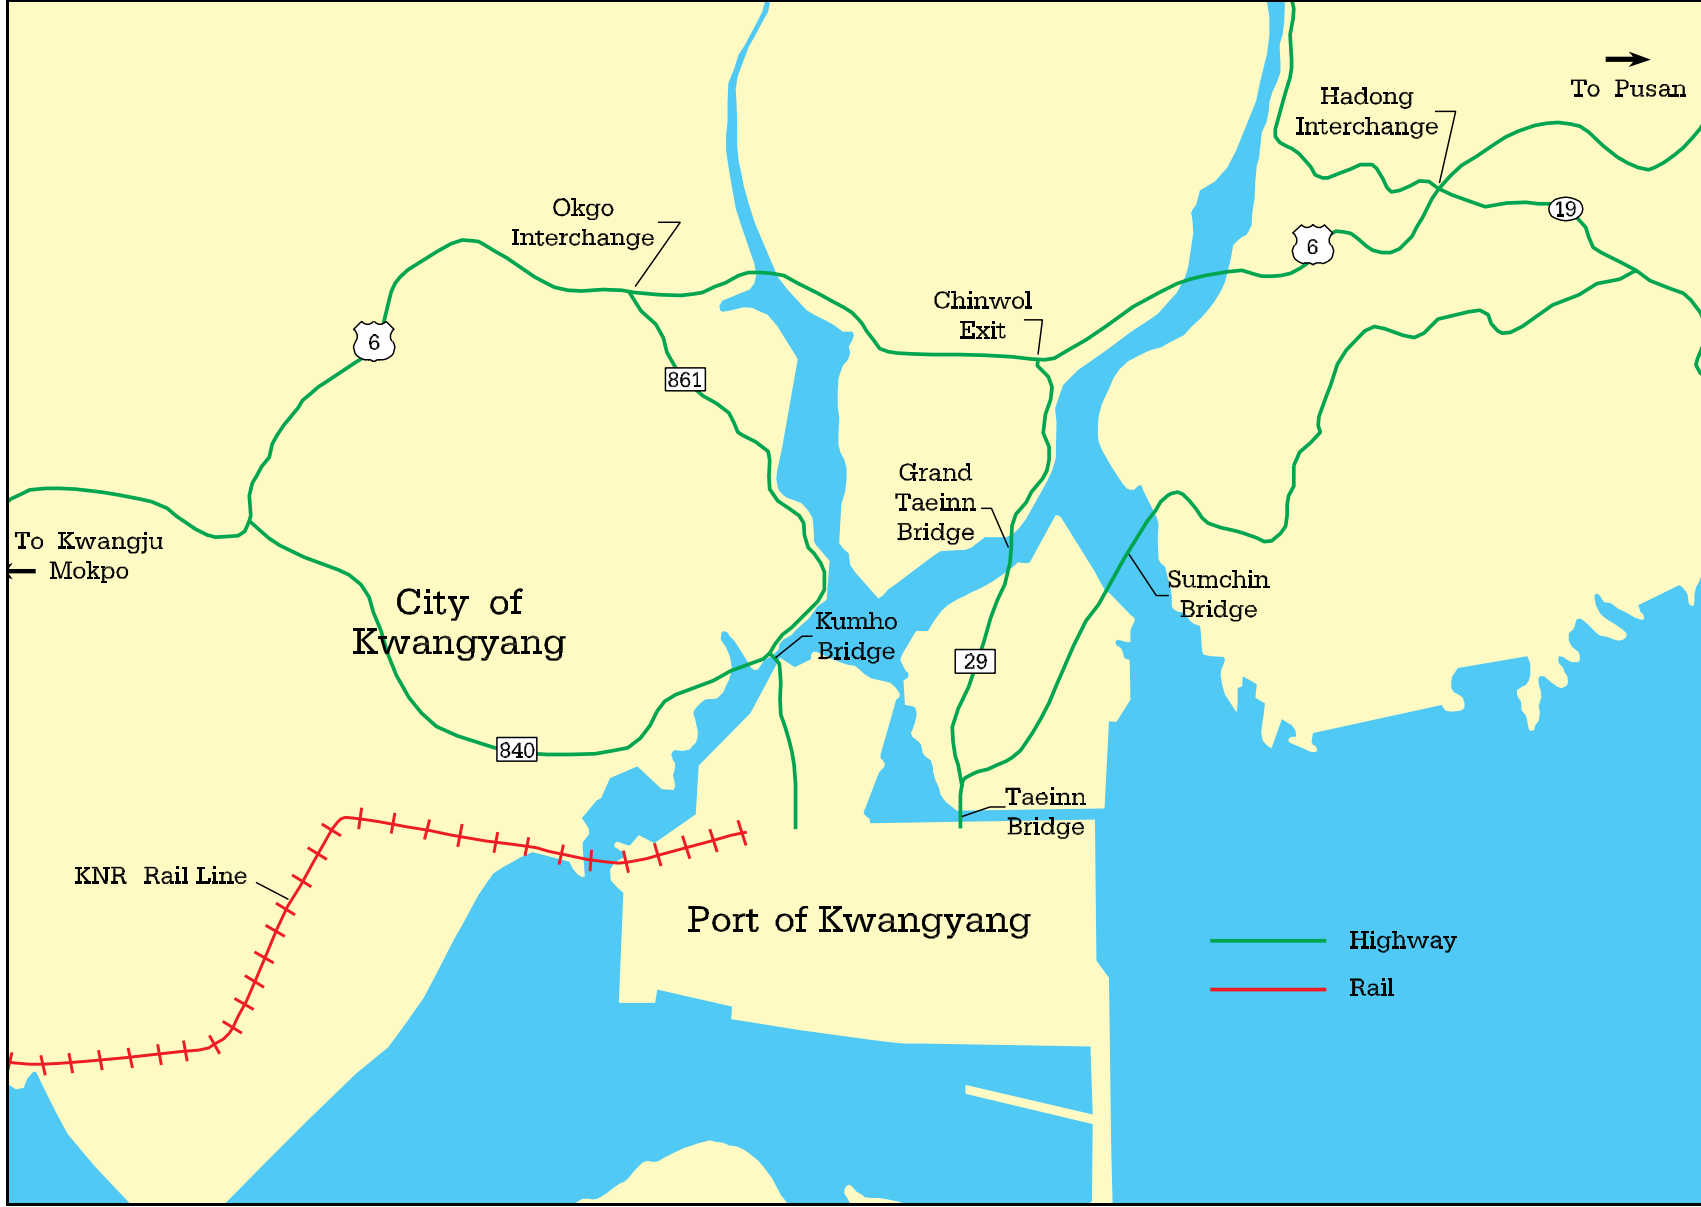 To Pusan
Hadong
Interchange
19
6
Okgo
Interchange
Chinwol
Exit
6
861
Grand
Taeinn
Bridge
To Kwangju
Mokpo
City of
Kwangyang
Sumchin
Bridge
Kumho
Bridge
29
840
Taeinn
Bridge
KNR Rail Line
Port of Kwangyang
Highway
Rail